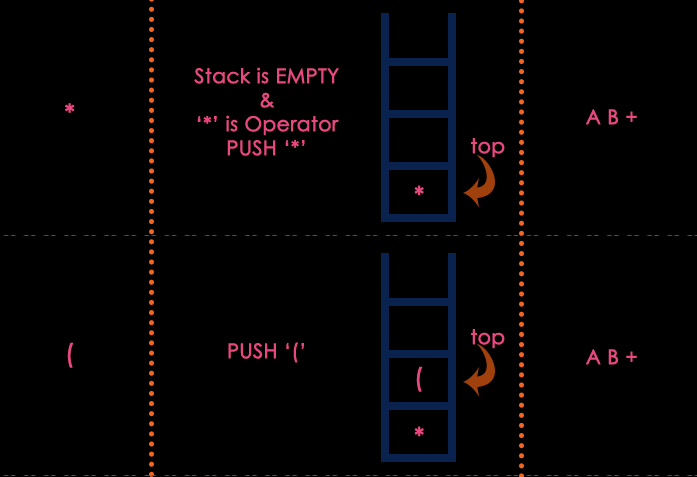 *
Stack is EMPTY
&
‘*’ is Operator
PUSH ‘*’
top
*
A B +
(
PUSH ‘(’
top
(
*
A B +